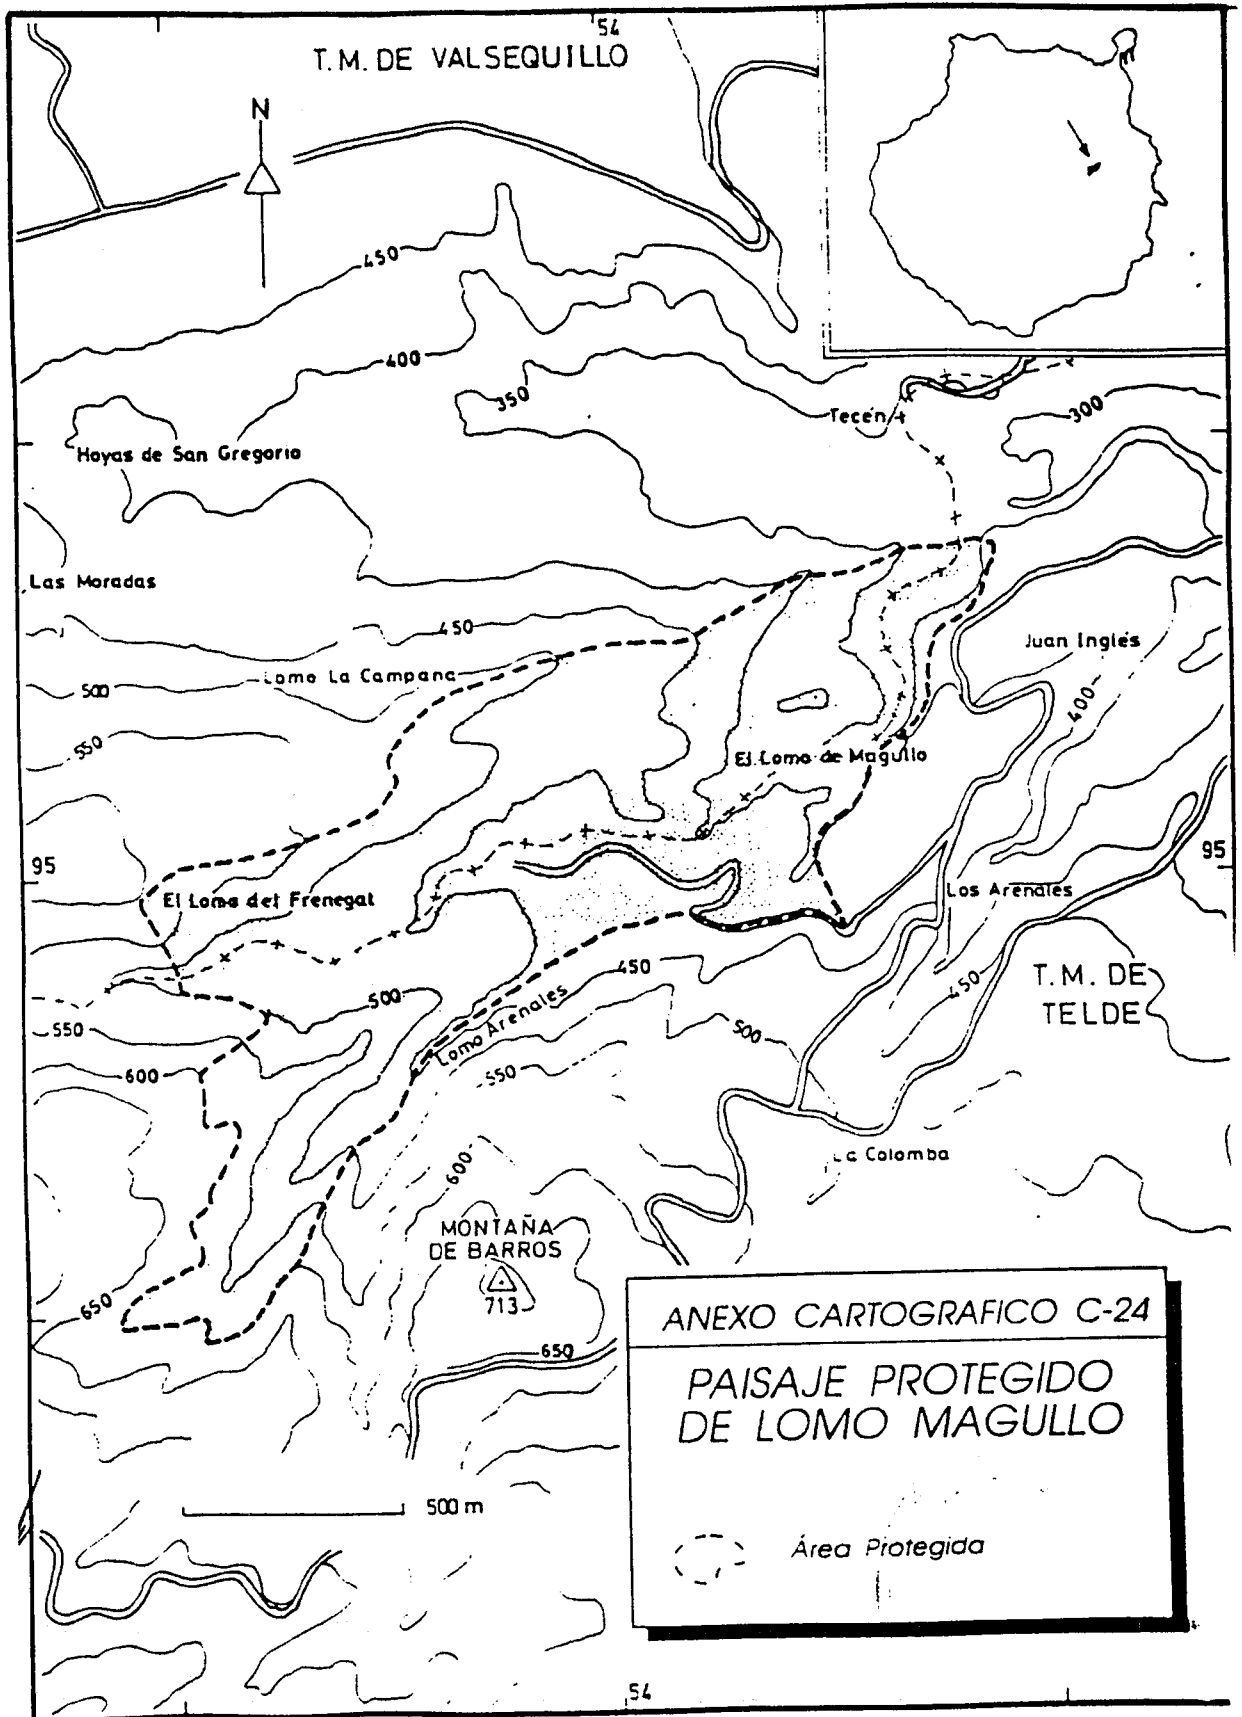 54
T.M. DE VALSEQUILLO
N
450
400
350
Tecén
300
Hoyas de San Gregorio
Las Moradas
450
Juan Inglés
Lomo La Campana
500
400
550
El Lomo de Magullo
95
95
El Lomo del Frenegal
Los Arenales
450
T.M. DE
TELDE
450
500
Lomo Arenales
550
500
600
550
La Colomba
600
MONTAÑA
DE BARROS
713
650
650
ANEXO CARTOGRAFICO C-24
PAISAJE PROTEGIDO
DE LOMO MAGULLO
500 m
Área Protegida
54